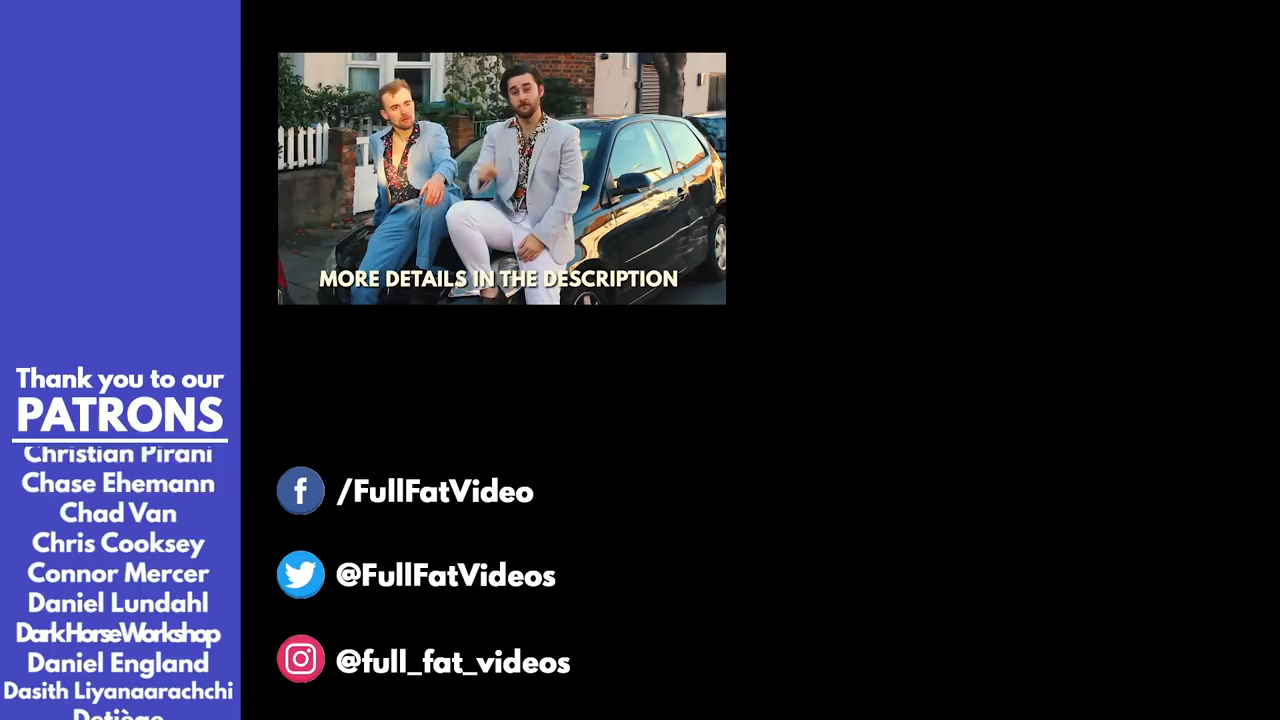 MORE DETAILS IN THE DESCRIPTION
Thank you to our
PATRONS
Christian Pirani
Chase Ehemann
Chad Van
Chris Cooksey
Connor Mercer
Daniel Lundahl
DarkHorseWorkshop
Daniel England
Dasith Liyanaarachchi
/FullFatVideo
@FullFatVideos
@full_fat_videos